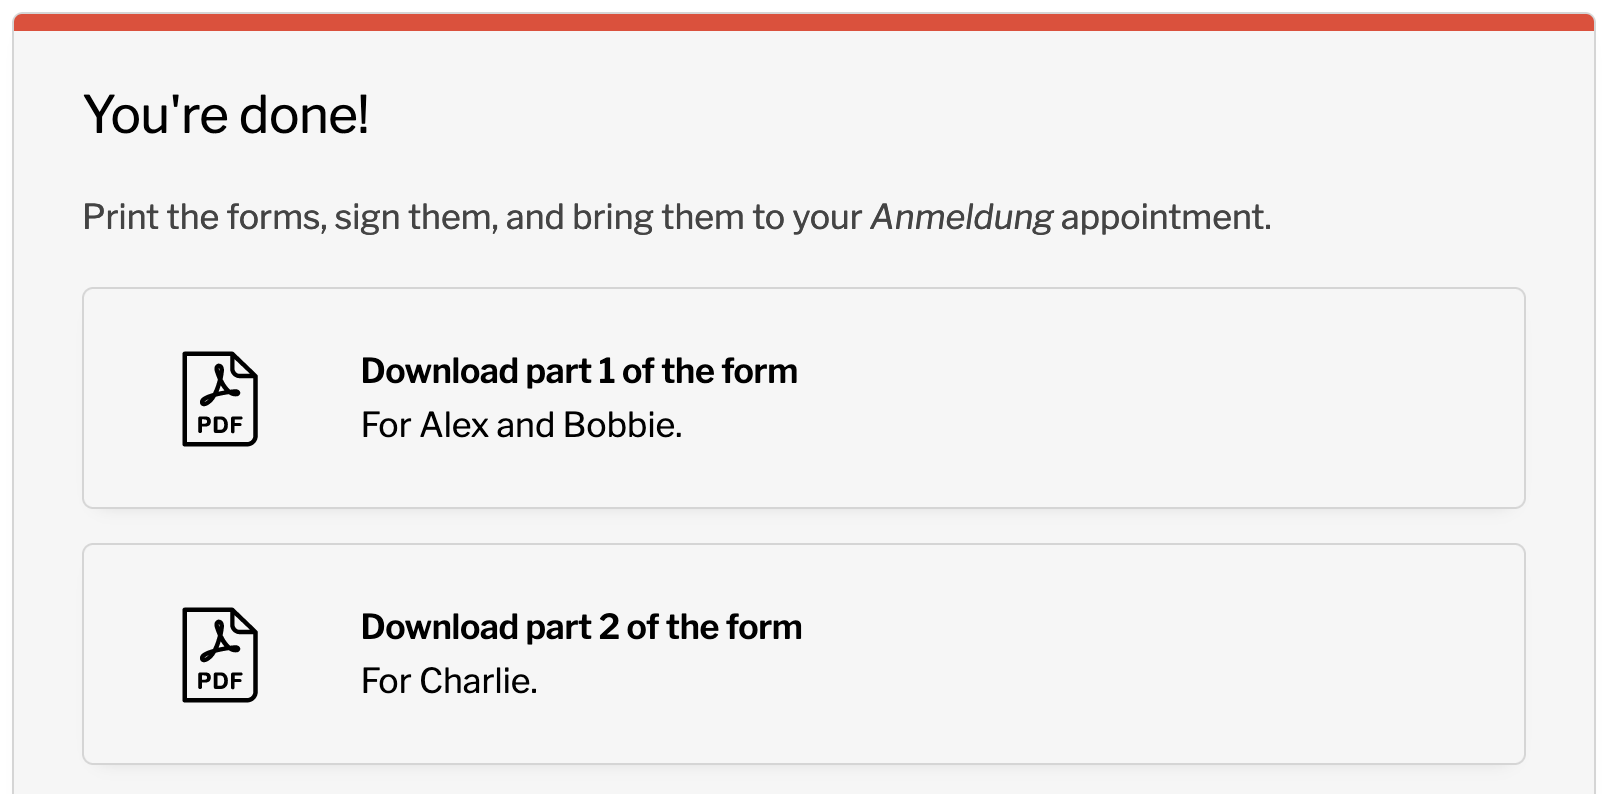 You're done!
Print the forms, sign them, and bring them to your Anmeldung appointment.
PDF
Download part 1 of the form
For Alex and Bobbie.
PDF
Download part 2 of the form
For Charlie.